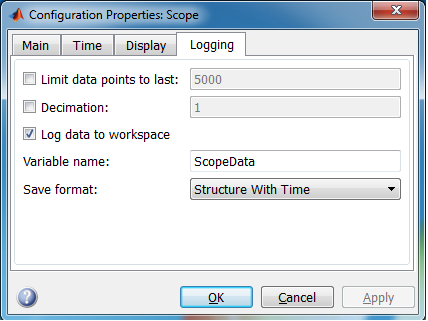 Configuration Properties: Scope
Main Time Display Logging
Limit data points to last: 5000
Decimation: 1
Log data to workspace
Variable name: ScopeData
Save format: Structure With Time
OK Cancel Apply